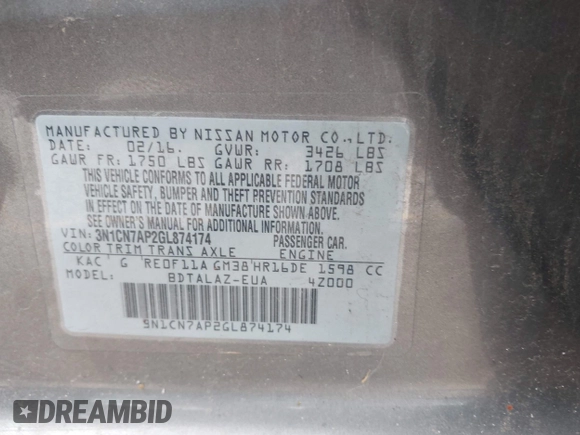 MANUFACTURED BY NISSAN MOTOR CO., LTD.
DATE: 02/16. GVWR: 3426 LBS
GAWR FR: 1750 LBS GAWR RR: 1708 LBS
THIS VEHICLE CONFORMS TO ALL APPLICABLE FEDERAL MOTOR
VEHICLE SAFETY, BUMPER AND THEFT PREVENTION STANDARDS
IN EFFECT ON THE DATE OF MANUFACTURE SHOWN ABOVE.
SEE OWNER'S MANUAL FOR ADDITIONAL INFORMATION.
VIN: 3N1CN7AP2GL874174 PASSENGER CAR.
COLOR TRIM TRANS AXLE ENGINE
KAC G RE0F11A GM38 HR16DE 1598 CC
MODEL: BDTALAZ-EUA 4Z000
3N1CN7AP2GL874174
DREAMBID